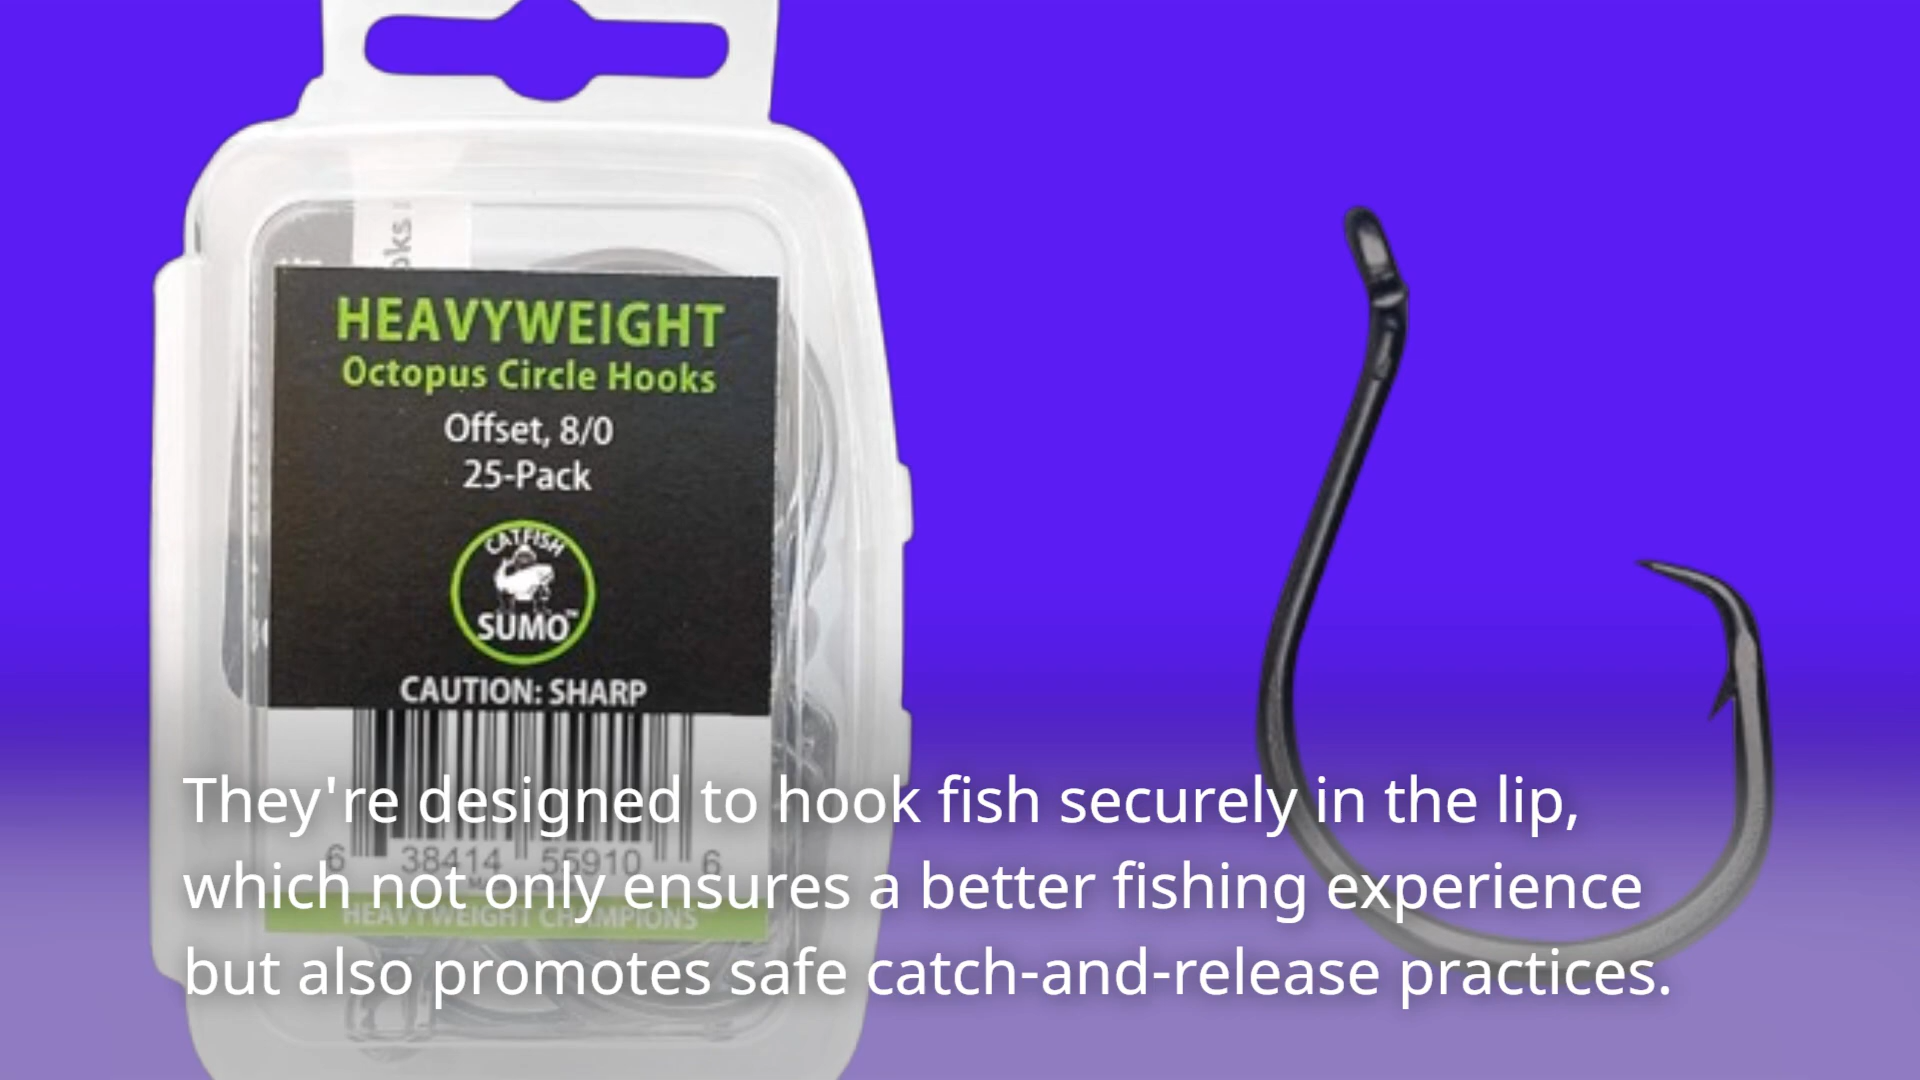 oks
HEAVYWEIGHT
Octopus Circle Hooks
Offset, 8/0
25-Pack
CATFISH
SUMO™
CAUTION: SHARP
6 38414 55910 6
HEAVYWEIGHT CHAMPIONS
They're designed to hook fish securely in the lip,
which not only ensures a better fishing experience
but also promotes safe catch-and-release practices.